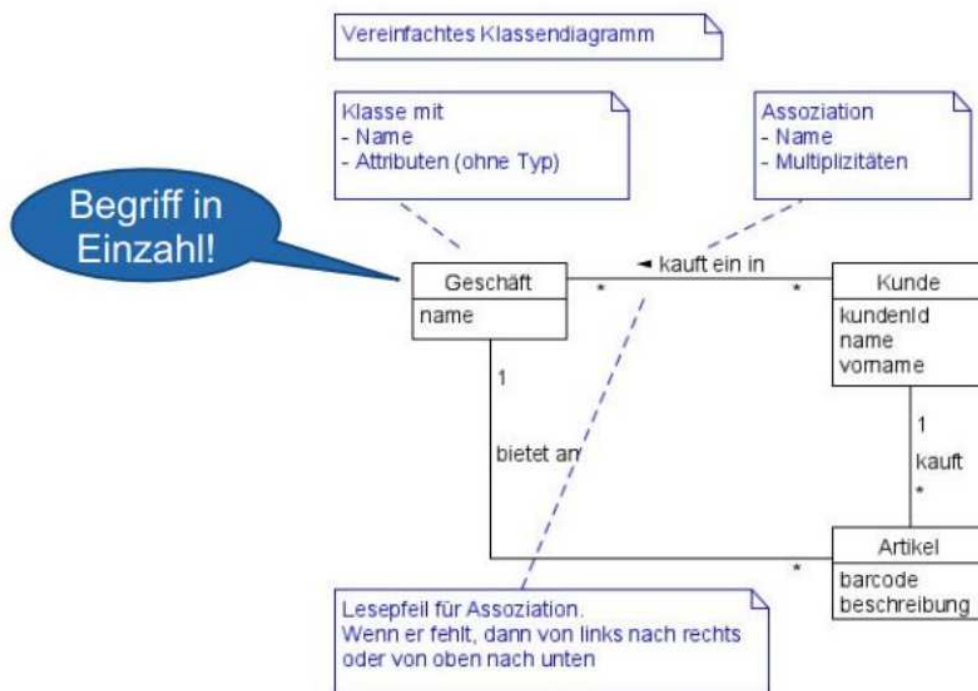 Vereinfachtes Klassendiagramm
Klasse mit
- Name
- Attributen (ohne Typ)
Assoziation
- Name
- Multiplizitäten
Begriff in
Einzahl!
Geschäft
name
◄ kauft ein in
*
*
Kunde
kundenId
name
vorname
1
bietet an
*
1
kauft
*
Artikel
barcode
beschreibung
Lesepfeil für Assoziation.
Wenn er fehlt, dann von links nach rechts
oder von oben nach unten